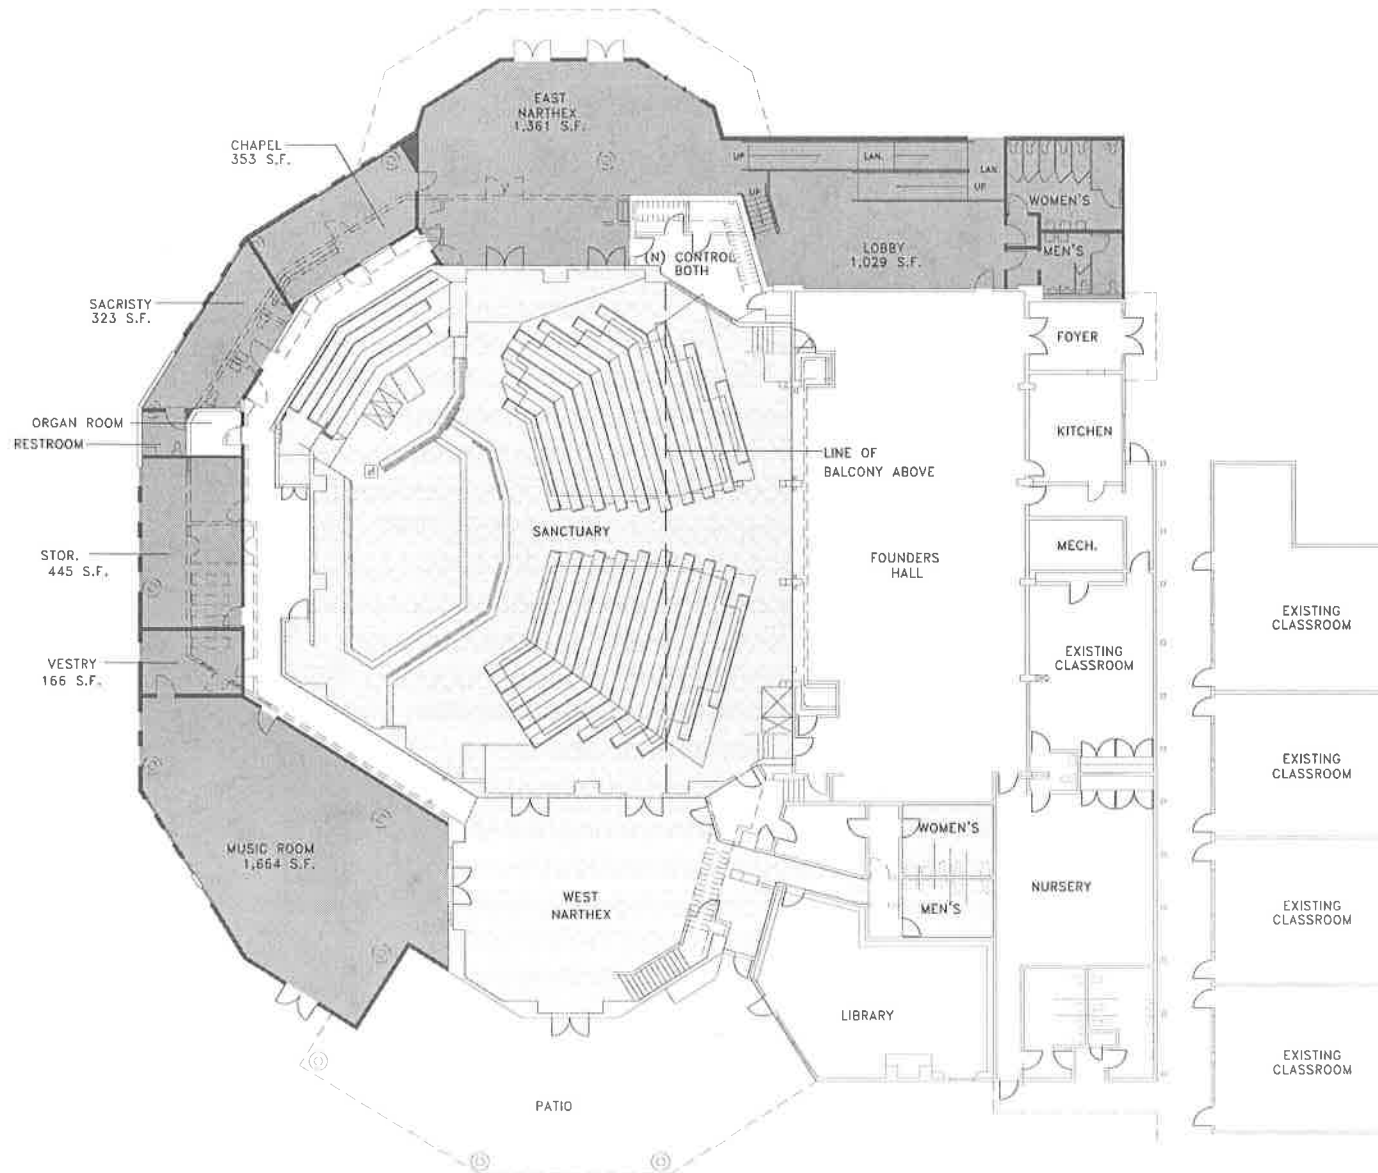 EAST
NARTHEX
1,361 S.F.
CHAPEL
353 S.F.
UP
LAN.
LAN
UP
UP
WOMEN'S
MEN'S
LOBBY
1,029 S.F.
(N) CONTROL
BOTH
SACRISTY
323 S.F.
FOYER
ORGAN ROOM
RESTROOM
KITCHEN
LINE OF
BALCONY ABOVE
SANCTUARY
MECH.
STOR.
445 S.F.
FOUNDERS
HALL
EXISTING
CLASSROOM
EXISTING
CLASSROOM
VESTRY
166 S.F.
EXISTING
CLASSROOM
MUSIC ROOM
1,664 S.F.
WOMEN'S
MEN'S
WEST
NARTHEX
NURSERY
EXISTING
CLASSROOM
LIBRARY
EXISTING
CLASSROOM
PATIO